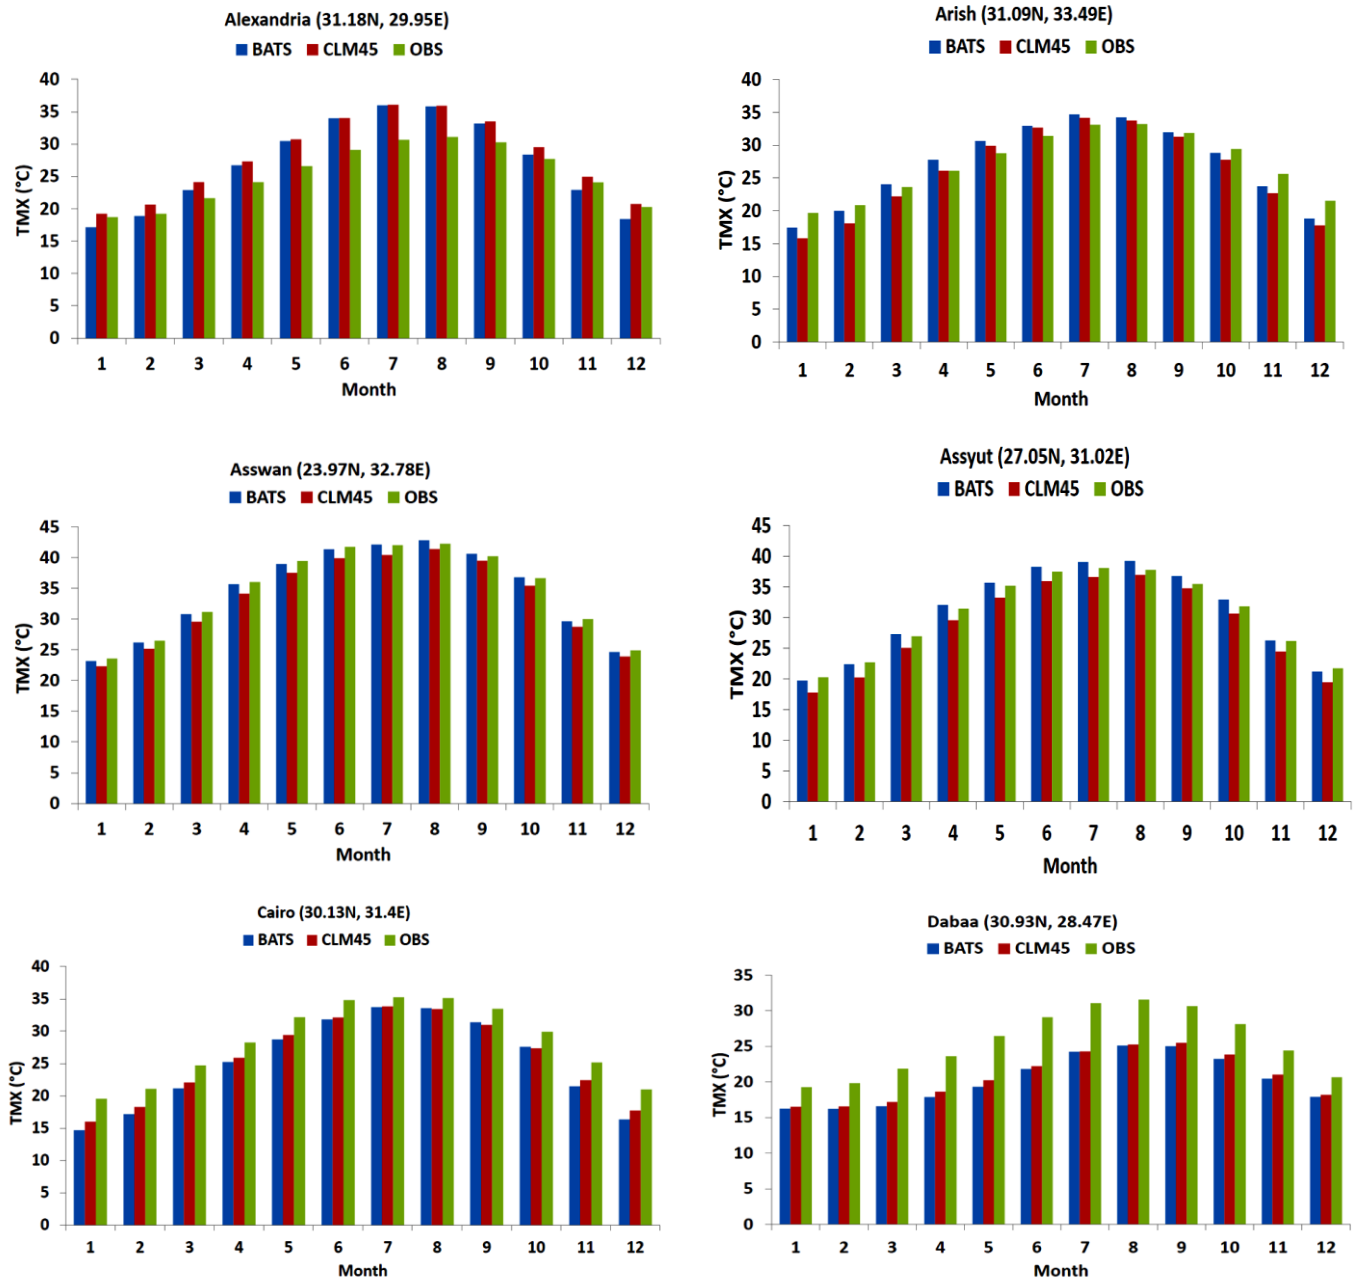 Alexandria (31.18N, 29.95E)
BATS CLM45 OBS
TMX (°C)
40
35
30
25
20
15
10
5
0
1 2 3 4 5 6 7 8 9 10 11 12
Month
Arish (31.09N, 33.49E)
BATS CLM45 OBS
TMX (°C)
40
35
30
25
20
15
10
5
0
1 2 3 4 5 6 7 8 9 10 11 12
Month
Asswan (23.97N, 32.78E)
BATS CLM45 OBS
TMX (°C)
45
40
35
30
25
20
15
10
5
0
1 2 3 4 5 6 7 8 9 10 11 12
Month
Assyut (27.05N, 31.02E)
BATS CLM45 OBS
TMX (°C)
45
40
35
30
25
20
15
10
5
0
1 2 3 4 5 6 7 8 9 10 11 12
Month
Cairo (30.13N, 31.4E)
BATS CLM45 OBS
TMX (°C)
40
35
30
25
20
15
10
5
0
1 2 3 4 5 6 7 8 9 10 11 12
Month
Dabaa (30.93N, 28.47E)
BATS CLM45 OBS
TMX (°C)
35
30
25
20
15
10
5
0
1 2 3 4 5 6 7 8 9 10 11 12
Month